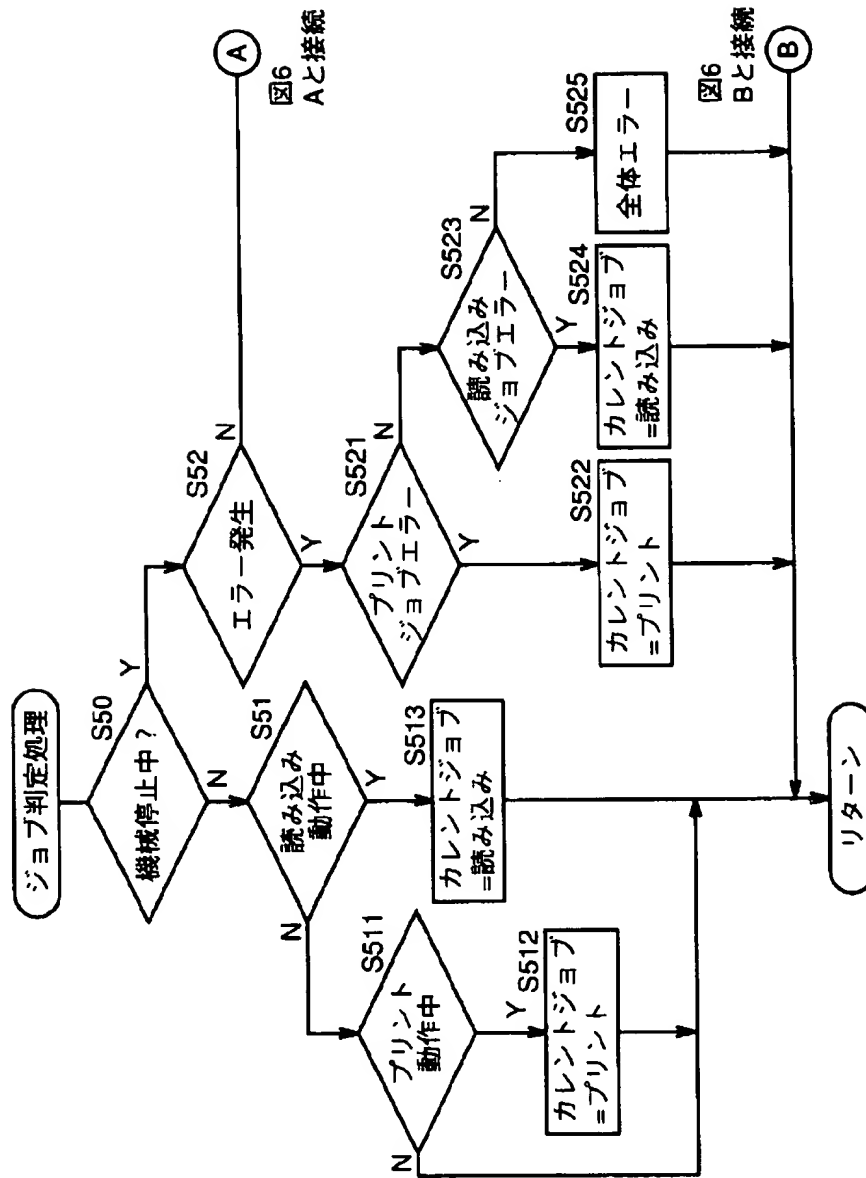 ジョブ判定処理
S50
機械停止中?
Y
N
S52
エラー発生
N
Y
A
図6
Aと接続
S51
読み込み
動作中
N
Y
S521
プリント
ジョブエラー
N
Y
S511
プリント
動作中
N
Y
S513
カレントジョブ
=読み込み
S523
読み込み
ジョブエラー
N
Y
S512
カレントジョブ
=プリント
S522
カレントジョブ
=プリント
S524
カレントジョブ
=読み込み
S525
全体エラー
図6
Bと接続
B
リターン